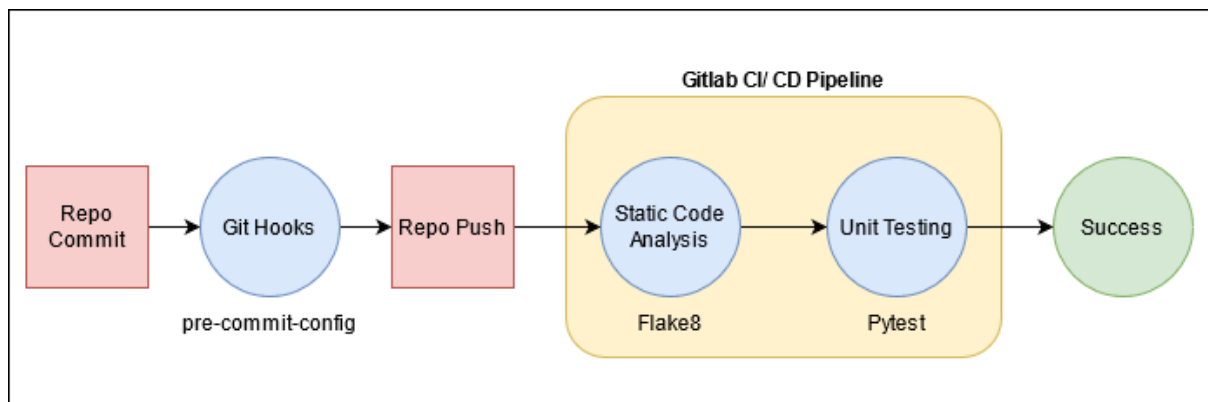 Gitlab CI/ CD Pipeline
Repo
Commit
Git Hooks
Repo Push
Static Code
Analysis
Unit Testing
Success
pre-commit-config
Flake8
Pytest